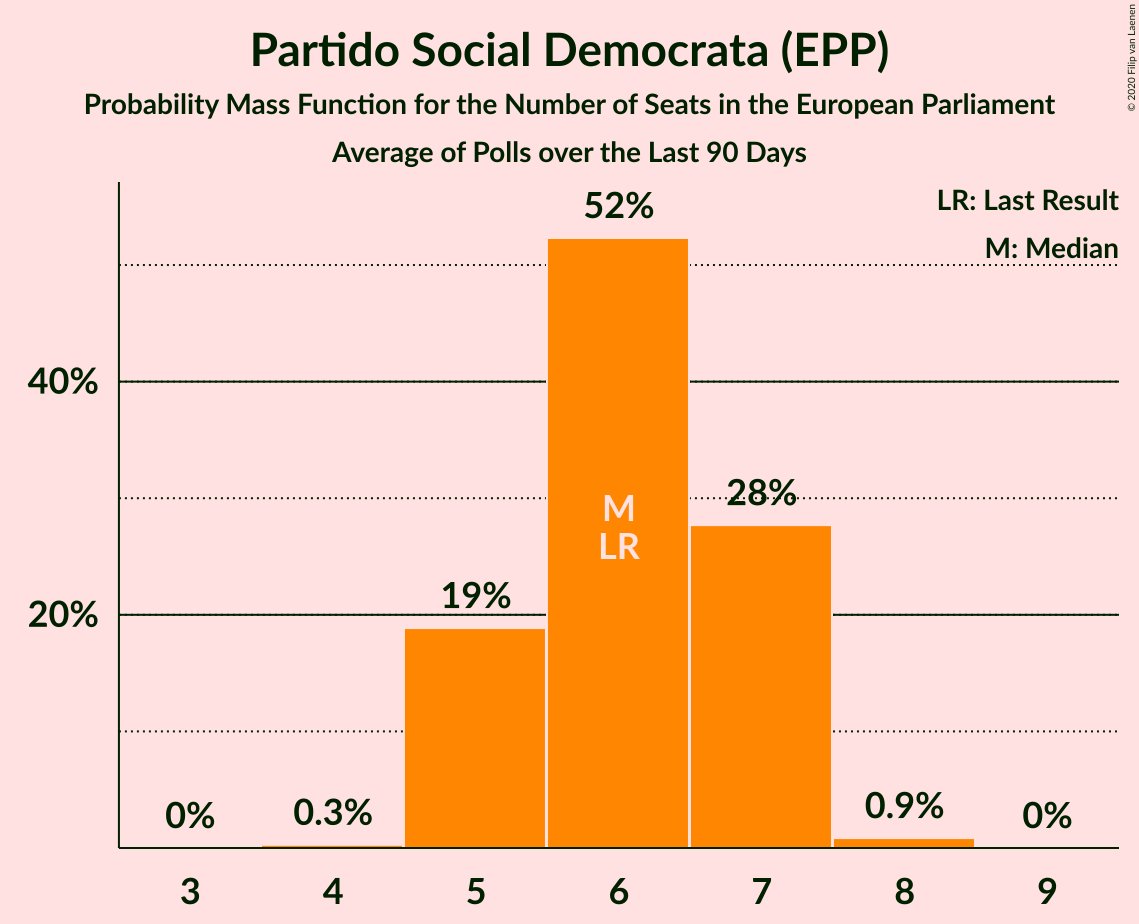 Partido Social Democrata (EPP)
Probability Mass Function for the Number of Seats in the European Parliament
Average of Polls over the Last 90 Days
© 2020 Filip van Laenen
LR: Last Result
M: Median
52%
40%
28%
M
LR
20%
19%
0%
0.3%
0.9%
0%
3 4 5 6 7 8 9